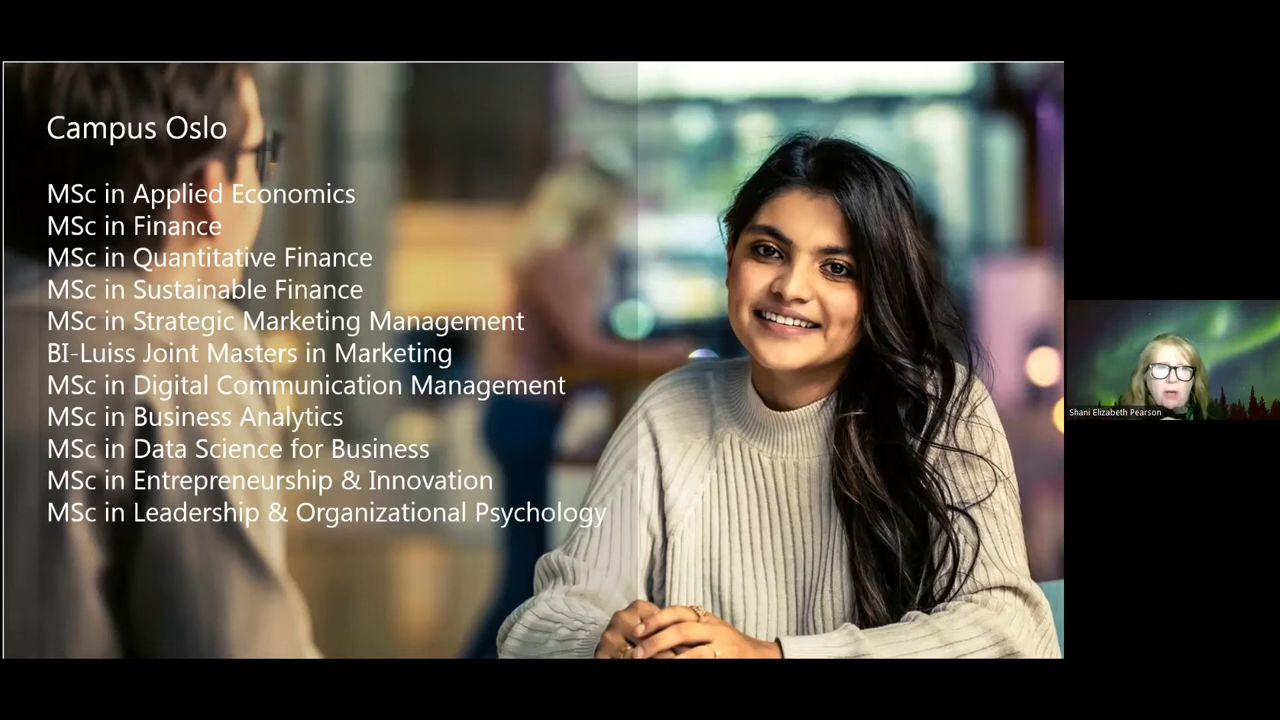 Campus Oslo
MSc in Applied Economics
MSc in Finance
MSc in Quantitative Finance
MSc in Sustainable Finance
MSc in Strategic Marketing Management
BI-Luiss Joint Masters in Marketing
MSc in Digital Communication Management
MSc in Business Analytics
MSc in Data Science for Business
MSc in Entrepreneurship & Innovation
MSc in Leadership & Organizational Psychology
Shani Elizabeth Pearson